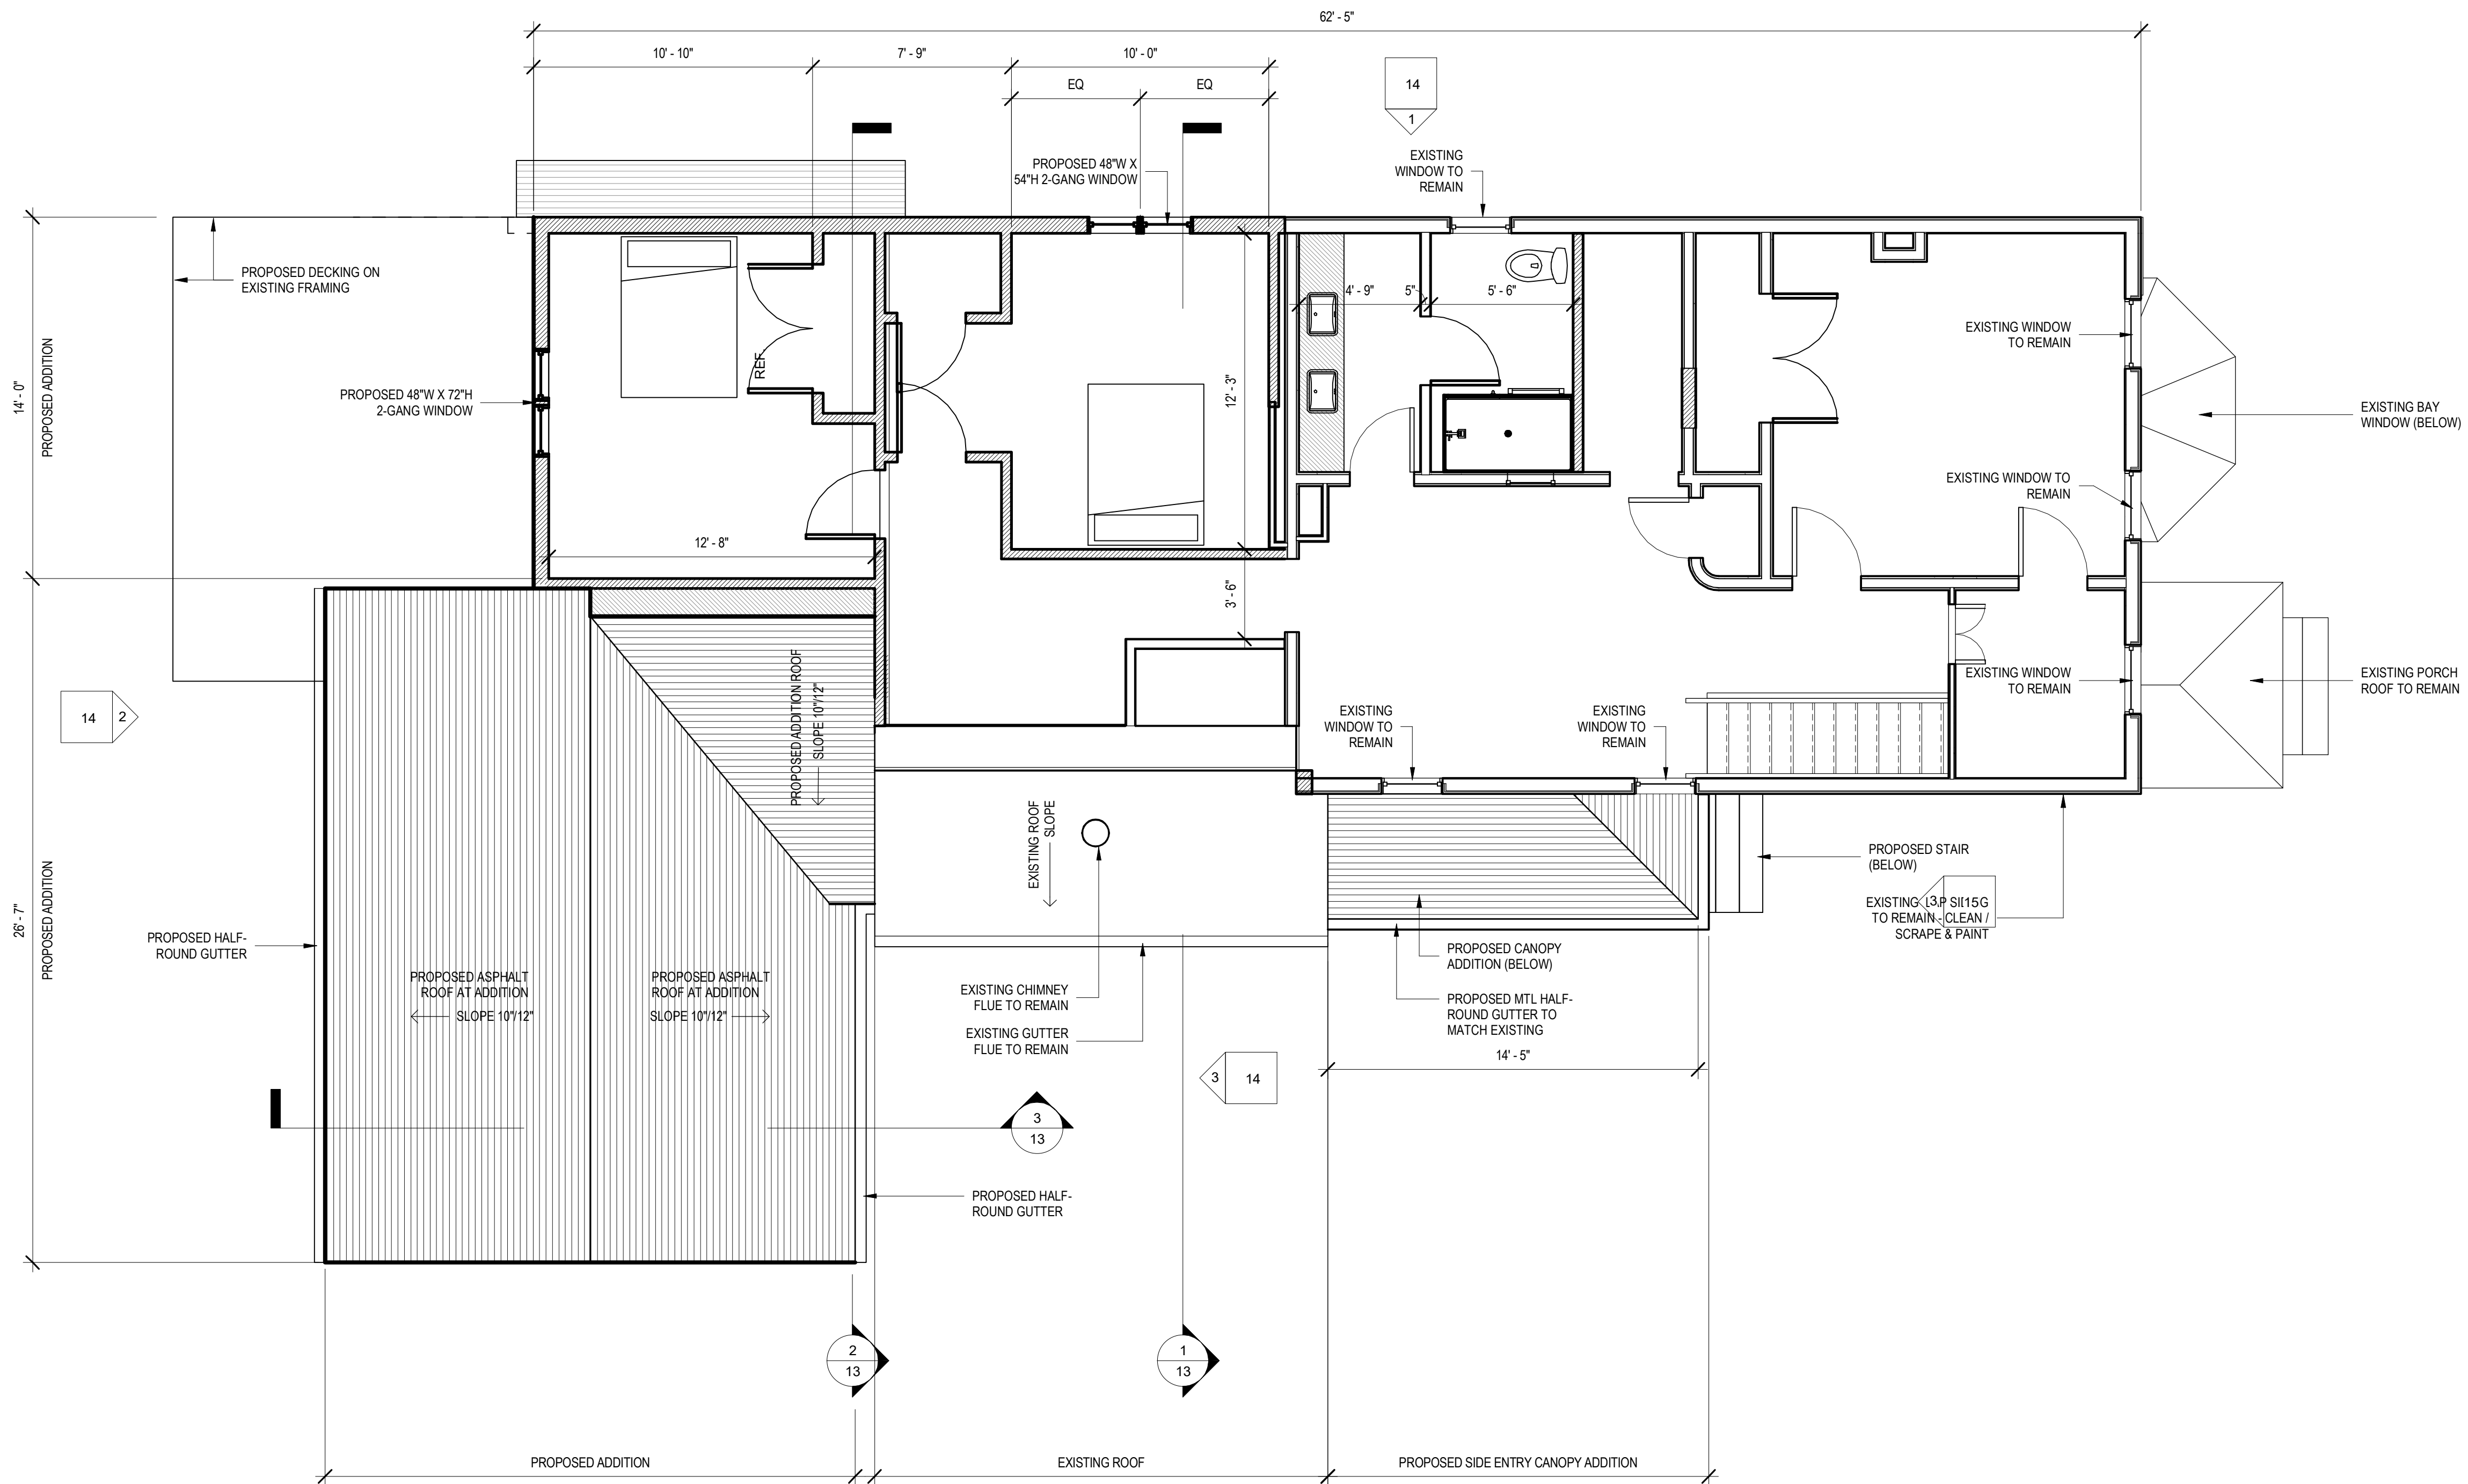 62' - 5"
10' - 10"
7' - 9"
10' - 0"
EQ
EQ
14
1
PROPOSED 48"W X
54"H 2-GANG WINDOW
EXISTING
WINDOW TO
REMAIN
PROPOSED DECKING ON
EXISTING FRAMING
14' - 0"
PROPOSED ADDITION
PROPOSED 48"W X 72"H
2-GANG WINDOW
REF
12' - 3"
4' - 9"
5"
5' - 6"
EXISTING WINDOW
TO REMAIN
EXISTING BAY
WINDOW (BELOW)
EXISTING WINDOW TO
REMAIN
12' - 8"
3' - 6"
EXISTING WINDOW
TO REMAIN
EXISTING PORCH
ROOF TO REMAIN
14
2
PROPOSED ADDITION ROOF
SLOPE 10"/12"
EXISTING
WINDOW TO
REMAIN
EXISTING
WINDOW TO
REMAIN
EXISTING ROOF
SLOPE
PROPOSED STAIR
(BELOW)
26' - 7"
PROPOSED ADDITION
PROPOSED HALF-
ROUND GUTTER
3
15
EXISTING
TO REMAIN - CLEAN /
SCRAPE & PAINT
PROPOSED CANOPY
ADDITION (BELOW)
PROPOSED ASPHALT
ROOF AT ADDITION
SLOPE 10"/12"
PROPOSED ASPHALT
ROOF AT ADDITION
SLOPE 10"/12"
EXISTING CHIMNEY
FLUE TO REMAIN
EXISTING GUTTER
FLUE TO REMAIN
PROPOSED MTL HALF-
ROUND GUTTER TO
MATCH EXISTING
14' - 5"
3
14
3
13
PROPOSED HALF-
ROUND GUTTER
2
13
1
13
PROPOSED ADDITION
EXISTING ROOF
PROPOSED SIDE ENTRY CANOPY ADDITION